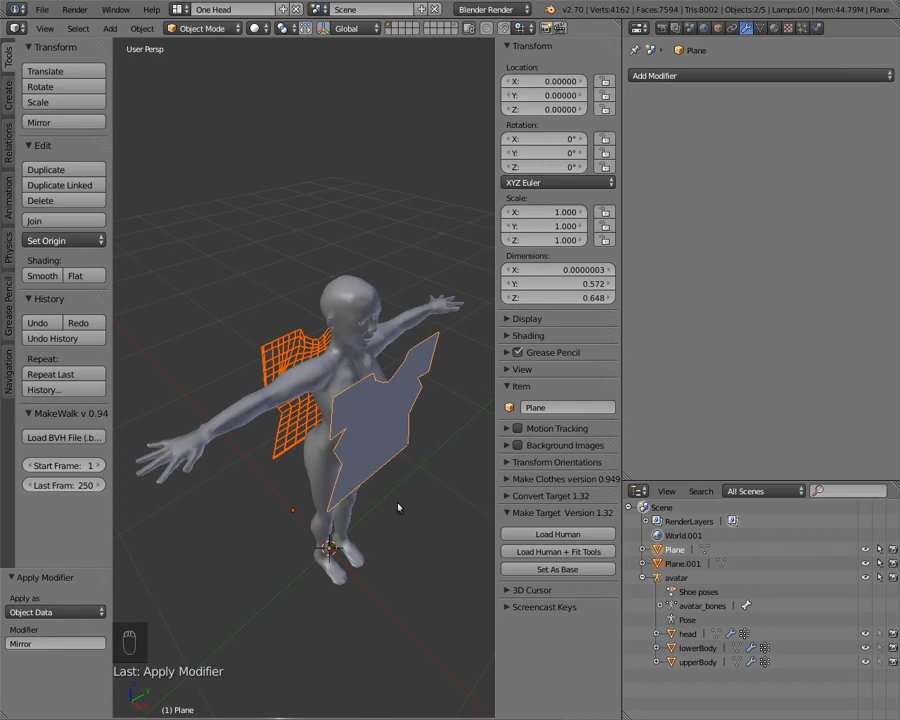 File Render Window Help One Head Scene Blender Render v2.70 | Verts:4162 | Faces:7594 | Tris:8002 | Objects:2/5 | Lamps:0/0 | Mem:44.79M | Plane
View Select Add Object Object Mode Global
Tools
Create
Relations
Animation
Physics
Grease Pencil
Navigation
Transform
Translate
Rotate
Scale
Mirror
Edit
Duplicate
Duplicate Linked
Delete
Join
Set Origin
Shading:
Smooth Flat
History
Undo Redo
Undo History
Repeat:
Repeat Last
History...
MakeWalk v 0.94
Load BVH File (.b...
Start Frame: 1
Last Fram: 250
Apply Modifier
Apply as
Object Data
Modifier
Mirror
User Persp
Last: Apply Modifier
(1) Plane
Transform
Location:
X: 0.00000
Y: 0.00000
Z: 0.00000
Rotation:
X: 0°
Y: 0°
Z: 0°
XYZ Euler
Scale:
X: 1.000
Y: 1.000
Z: 1.000
Dimensions:
X: 0.0000003
Y: 0.572
Z: 0.648
Display
Shading
Grease Pencil
View
Item
Plane
Motion Tracking
Background Images
Transform Orientations
Make Clothes version 0.949
Convert Target 1.32
Make Target Version 1.32
Load Human
Load Human + Fit Tools
Set As Base
3D Cursor
Screencast Keys
Plane
Add Modifier
View Search All Scenes
Scene
RenderLayers
World.001
Plane
Plane.001
avatar
Shoe poses
avatar_bones
Pose
head
lowerBody
upperBody